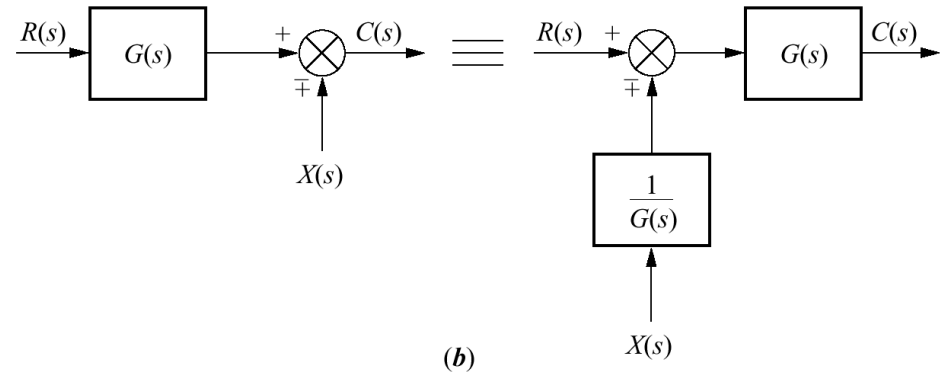 R(s) G(s) + C(s) R(s) + G(s) C(s)
∓ ∓
X(s)
1
G(s)
X(s)
(b)